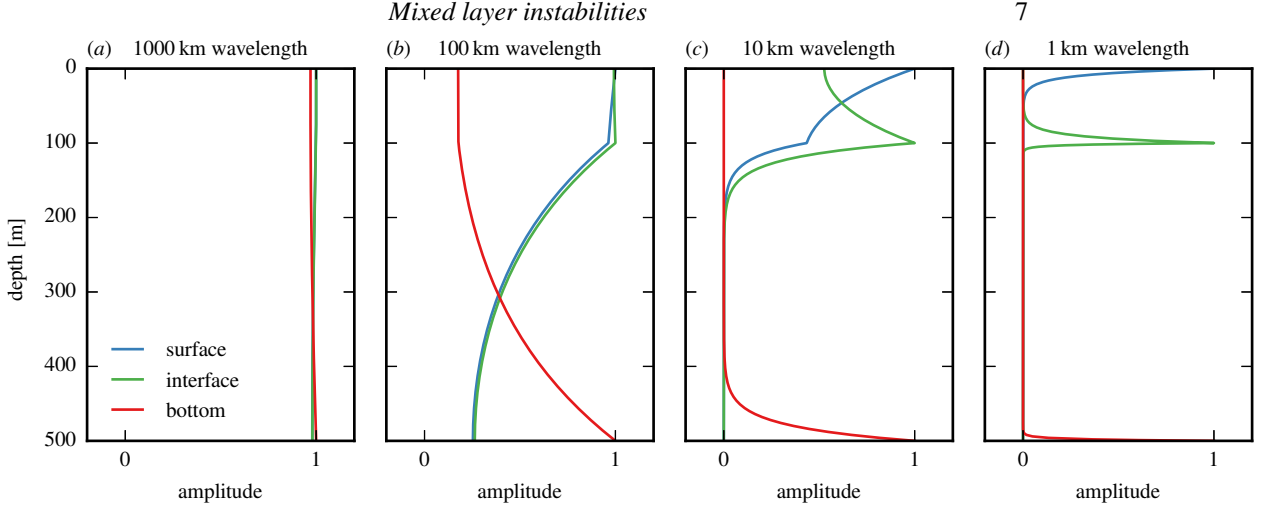 Mixed layer instabilities 7
(a) 1000 km wavelength (b) 100 km wavelength (c) 10 km wavelength (d) 1 km wavelength
0
100
200
300
400
500
depth [m]
surface
interface
bottom
0 1 0 1 0 1 0 1
amplitude amplitude amplitude amplitude